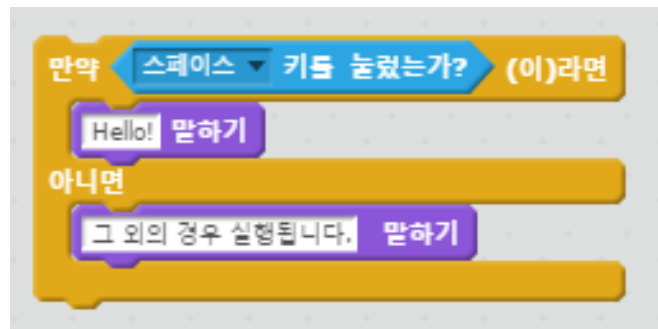 만약 스페이스 키를 눌렀는가? (이)라면
Hello! 말하기
아니면
그 외의 경우 실행됩니다. 말하기